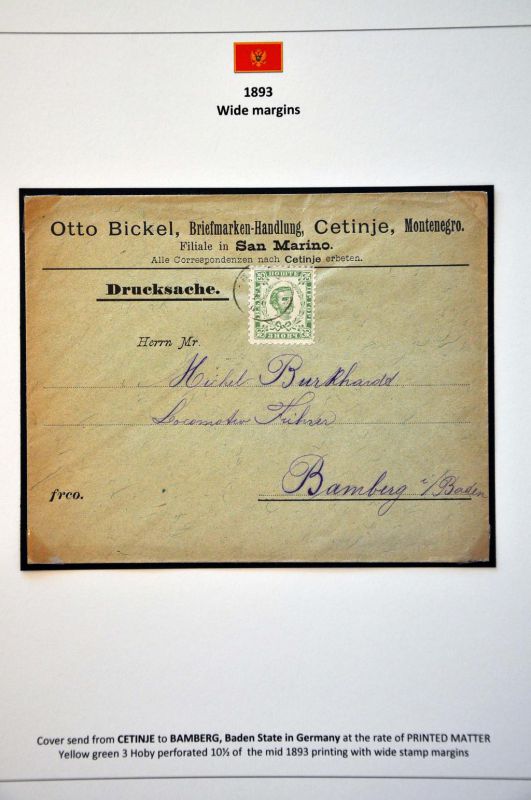 1893
Wide margins
Otto Bickel, Briefmarken-Handlung, Cetinje, Montenegro.
Filiale in San Marino.
Alle Correspondenzen nach Cetinje erbeten.
Drucksache.
Herrn Mr.
Michel Burkhardt
Locomotiv Führer
Bamberg i/Baden
frco.
Cover send from CETINJE to BAMBERG, Baden State in Germany at the rate of PRINTED MATTER
Yellow green 3 Hoby perforated 10½ of the mid 1893 printing with wide stamp margins